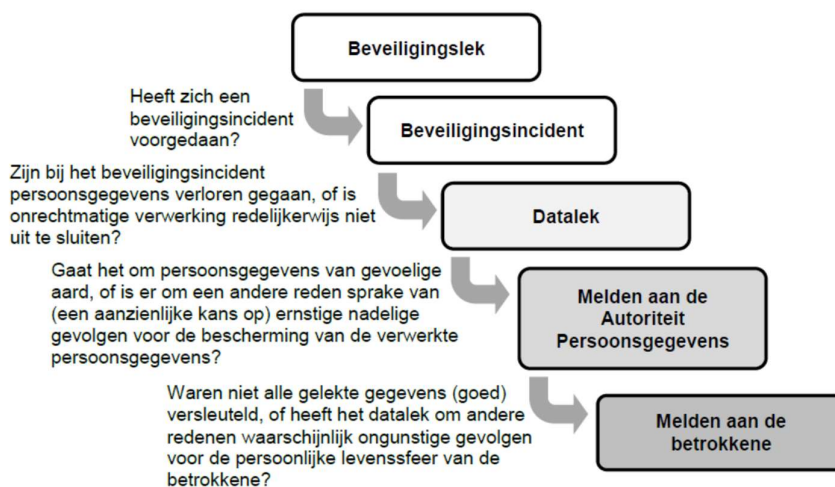 Beveiligingslek
Heeft zich een
beveiligingsincident
voorgedaan?
Beveiligingsincident
Zijn bij het beveiligingsincident
persoonsgegevens verloren gegaan, of is
onrechtmatige verwerking redelijkerwijs niet
uit te sluiten?
Datalek
Gaat het om persoonsgegevens van gevoelige
aard, of is er om een andere reden sprake van
(een aanzienlijke kans op) ernstige nadelige
gevolgen voor de bescherming van de verwerkte
persoonsgegevens?
Melden aan de
Autoriteit
Persoonsgegevens
Waren niet alle gelekte gegevens (goed)
versleuteld, of heeft het datalek om andere
redenen waarschijnlijk ongunstige gevolgen
voor de persoonlijke levenssfeer van de
betrokkene?
Melden aan de
betrokkene